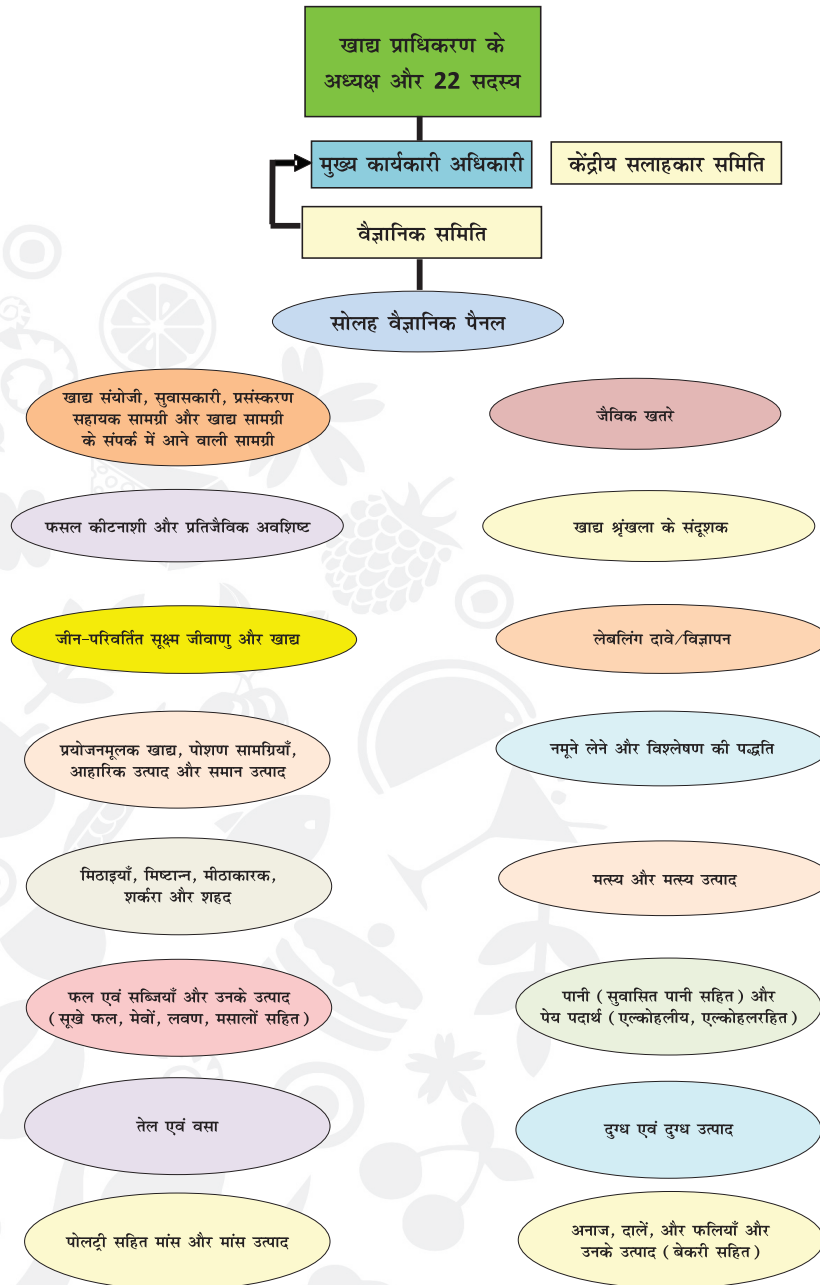 खाद्य प्राधिकरण के
अध्यक्ष और 22 सदस्य
मुख्य कार्यकारी अधिकारी
केंद्रीय सलाहकार समिति
वैज्ञानिक समिति
सोलह वैज्ञानिक पैनल
खाद्य संयोजी, सुवासकारी, प्रसंस्करण
सहायक सामग्री और खाद्य सामग्री
के संपर्क में आने वाली सामग्री
जैविक खतरे
फसल कीटनाशी और प्रतिजैविक अवशिष्ट
खाद्य श्रृंखला के संदूशक
जीन-परिवर्तित सूक्ष्म जीवाणु और खाद्य
लेबलिंग दावे/विज्ञापन
प्रयोजनमूलक खाद्य, पोशण सामग्रियाँ,
आहारिक उत्पाद और समान उत्पाद
नमूने लेने और विश्लेषण की पद्धति
मिठाइयाँ, मिष्टान्न, मीठाकारक,
शर्करा और शहद
मत्स्य और मत्स्य उत्पाद
फल एवं सब्जियाँ और उनके उत्पाद
(सूखे फल, मेवों, लवण, मसालों सहित)
पानी (सुवासित पानी सहित) और
पेय पदार्थ (एल्कोहलीय, एल्कोहलरहित)
तेल एवं वसा
दुग्ध एवं दुग्ध उत्पाद
पोलट्री सहित मांस और मांस उत्पाद
अनाज, दालें, और फलियाँ और
उनके उत्पाद (बेकरी सहित)